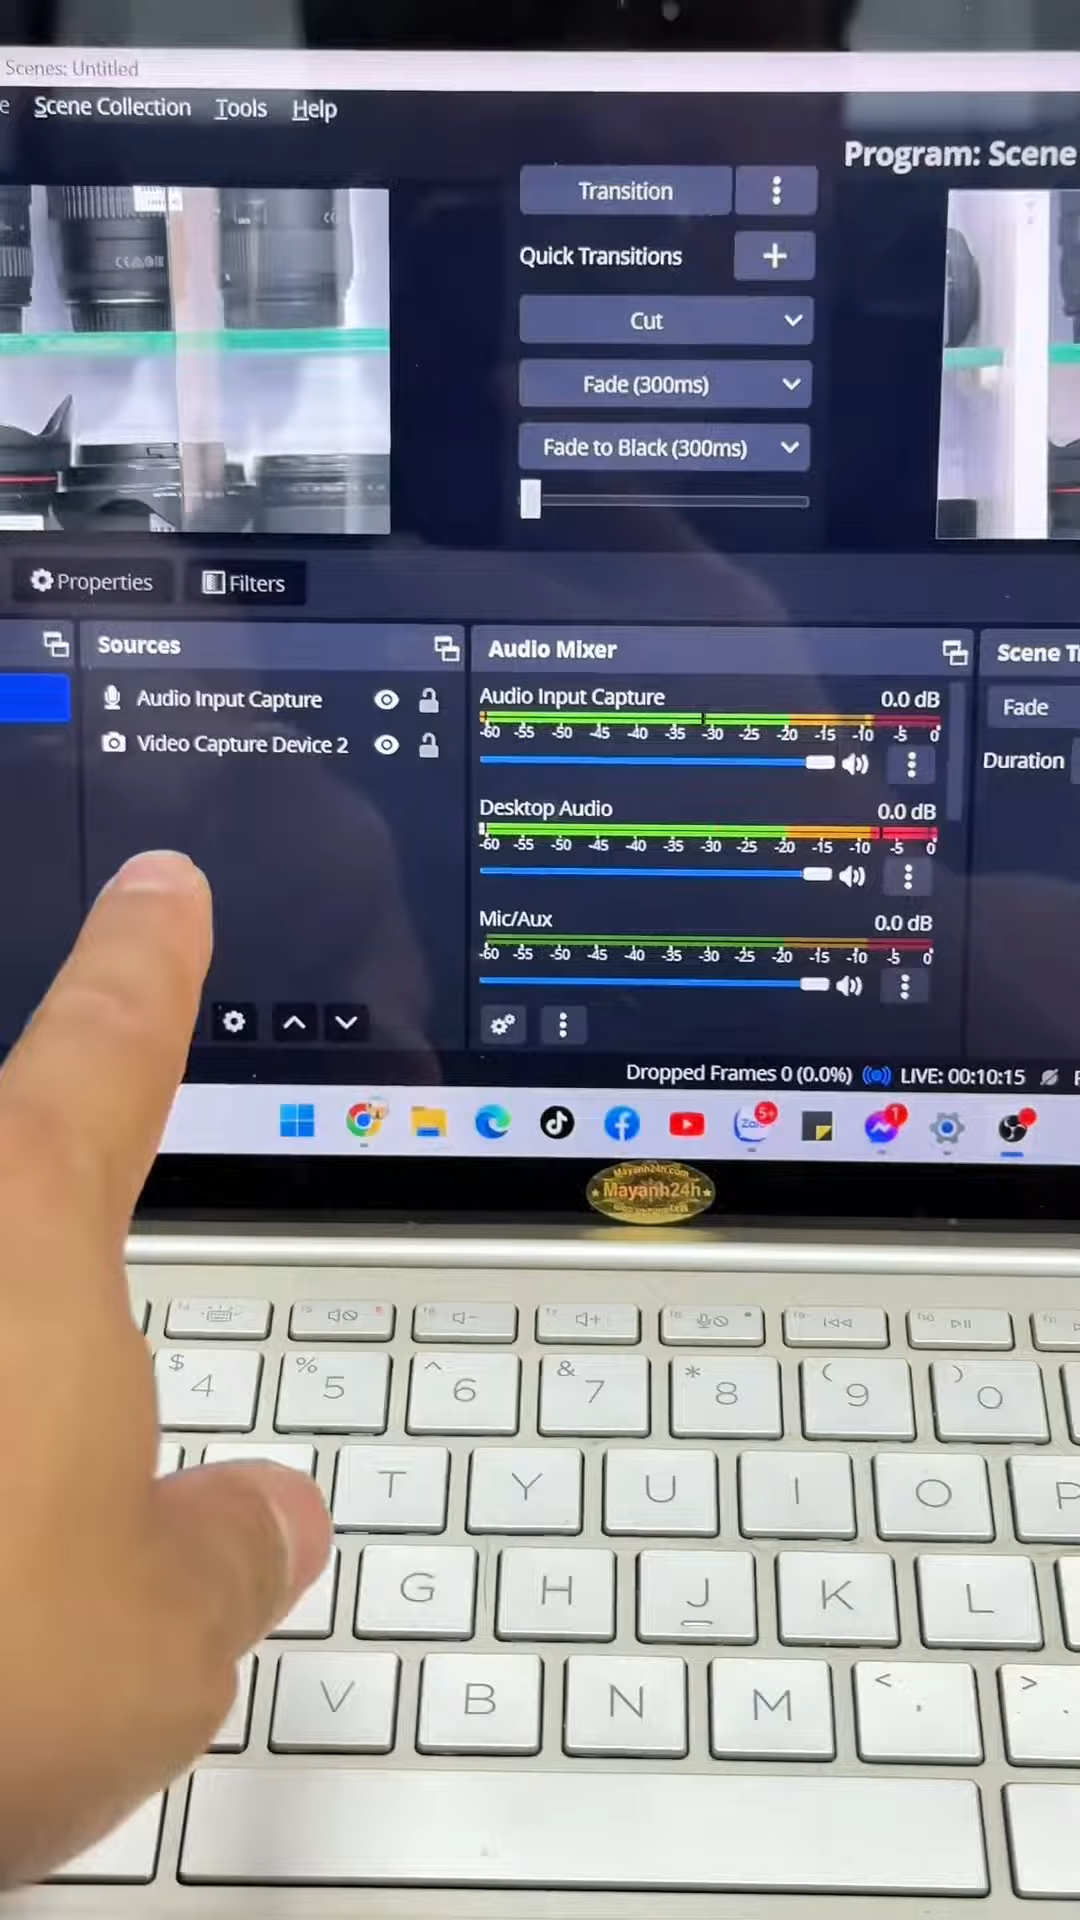 Scenes: Untitled
e Scene Collection Tools Help
Program: Scene
Transition
Quick Transitions
Cut
Fade (300ms)
Fade to Black (300ms)
Properties Filters
Sources
Audio Input Capture
Video Capture Device 2
Audio Mixer
Audio Input Capture 0.0 dB
-60 -55 -50 -45 -40 -35 -30 -25 -20 -15 -10 -5 0
Desktop Audio 0.0 dB
-60 -55 -50 -45 -40 -35 -30 -25 -20 -15 -10 -5 0
Mic/Aux 0.0 dB
-60 -55 -50 -45 -40 -35 -30 -25 -20 -15 -10 -5 0
Scene T
Fade
Duration
Dropped Frames 0 (0.0%) LIVE: 00:10:15
5+
1
Mayanh24h.com
Mayanh24h
$ 4 % 5 ^ 6 & 7 * 8 ( 9 ) 0
T Y U I O P
G H J K L
V B N M < , > .